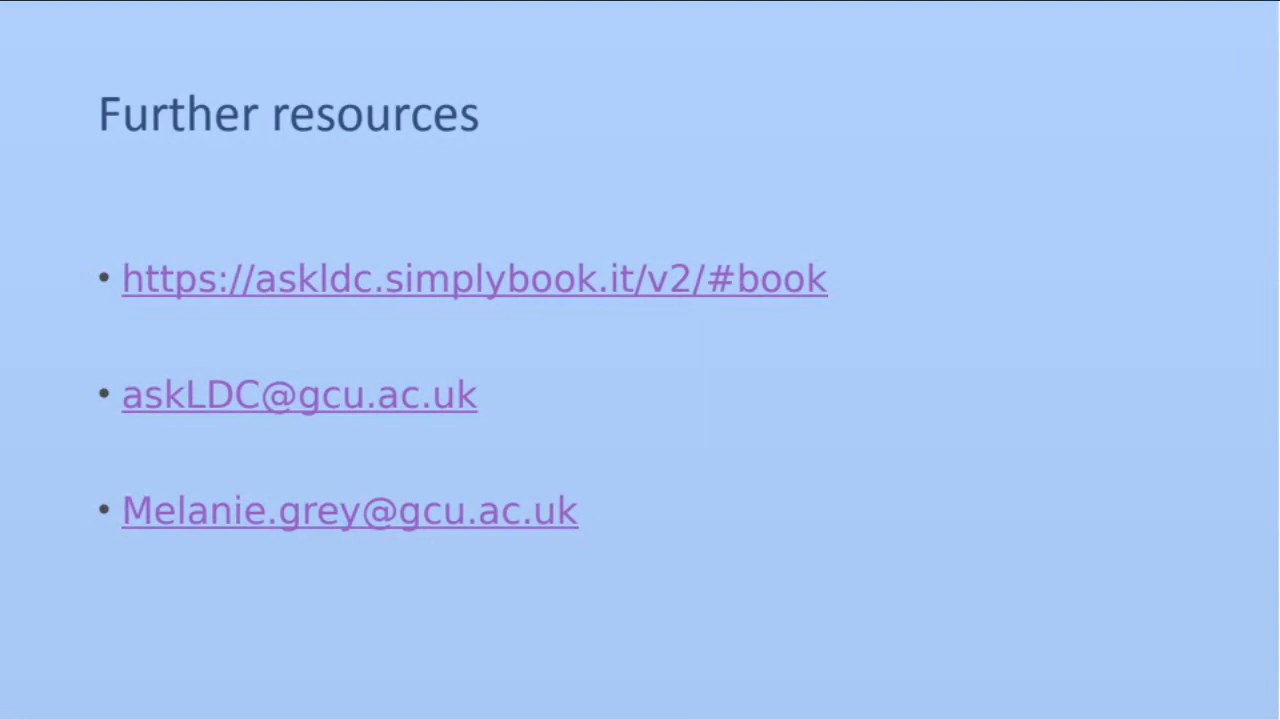 Further resources
• https://askldc.simplybook.it/v2/#book
• askLDC@gcu.ac.uk
• Melanie.grey@gcu.ac.uk